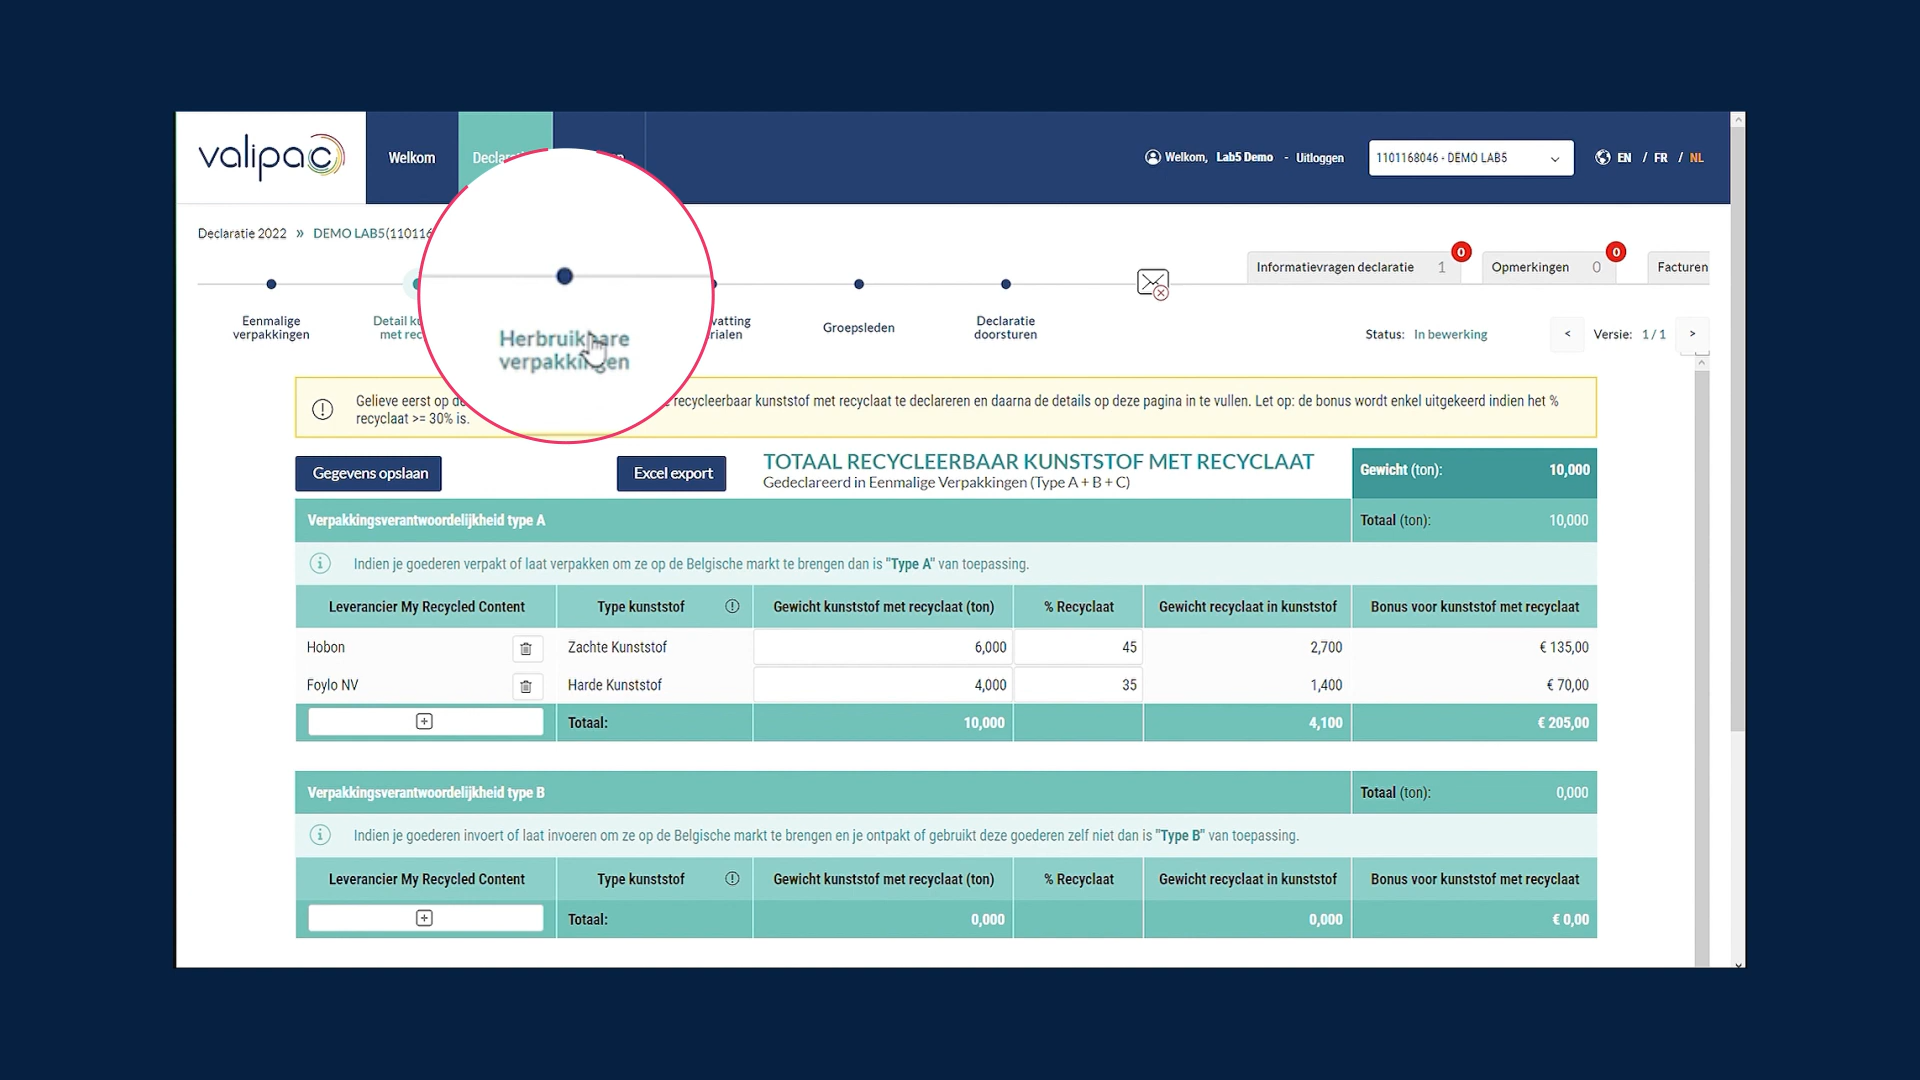 valipac
Welkom
Welkom, Lab5 Demo - Uitloggen
1101168046 - DEMO LAB5
EN / FR / NL
Declaratie 2022 » DEMO LAB5(110116
Informatievragen declaratie 1 0
Opmerkingen 0 0
Facturen
Eenmalige
verpakkingen
Detail
met
Herbruikbare
verpakkingen
Groepsleden
Declaratie
doorsturen
Status: In bewerking
< Versie: 1 / 1 >
Gelieve eerst op recycleerbaar kunststof met recyclaat te declareren en daarna de details op deze pagina in te vullen. Let op: de bonus wordt enkel uitgekeerd indien het %
recyclaat >= 30% is.
Gegevens opslaan
Excel export
TOTAAL RECYCLEERBAAR KUNSTSTOF MET RECYCLAAT
Gedeclareerd in Eenmalige Verpakkingen (Type A + B + C)
Gewicht (ton): 10,000
Verpakkingsverantwoordelijkheid type A
Totaal (ton): 10,000
Indien je goederen verpakt of laat verpakken om ze op de Belgische markt te brengen dan is "Type A" van toepassing.
Leverancier My Recycled Content Type kunststof Gewicht kunststof met recyclaat (ton) % Recyclaat Gewicht recyclaat in kunststof Bonus voor kunststof met recyclaat
Hobon Zachte Kunststof 6,000 45 2,700 € 135,00
Foylo NV Harde Kunststof 4,000 35 1,400 € 70,00
Totaal: 10,000 4,100 € 205,00
Verpakkingsverantwoordelijkheid type B
Totaal (ton): 0,000
Indien je goederen invoert of laat invoeren om ze op de Belgische markt te brengen en je ontpakt of gebruikt deze goederen zelf niet dan is "Type B" van toepassing.
Leverancier My Recycled Content Type kunststof Gewicht kunststof met recyclaat (ton) % Recyclaat Gewicht recyclaat in kunststof Bonus voor kunststof met recyclaat
Totaal: 0,000 0,000 € 0,00